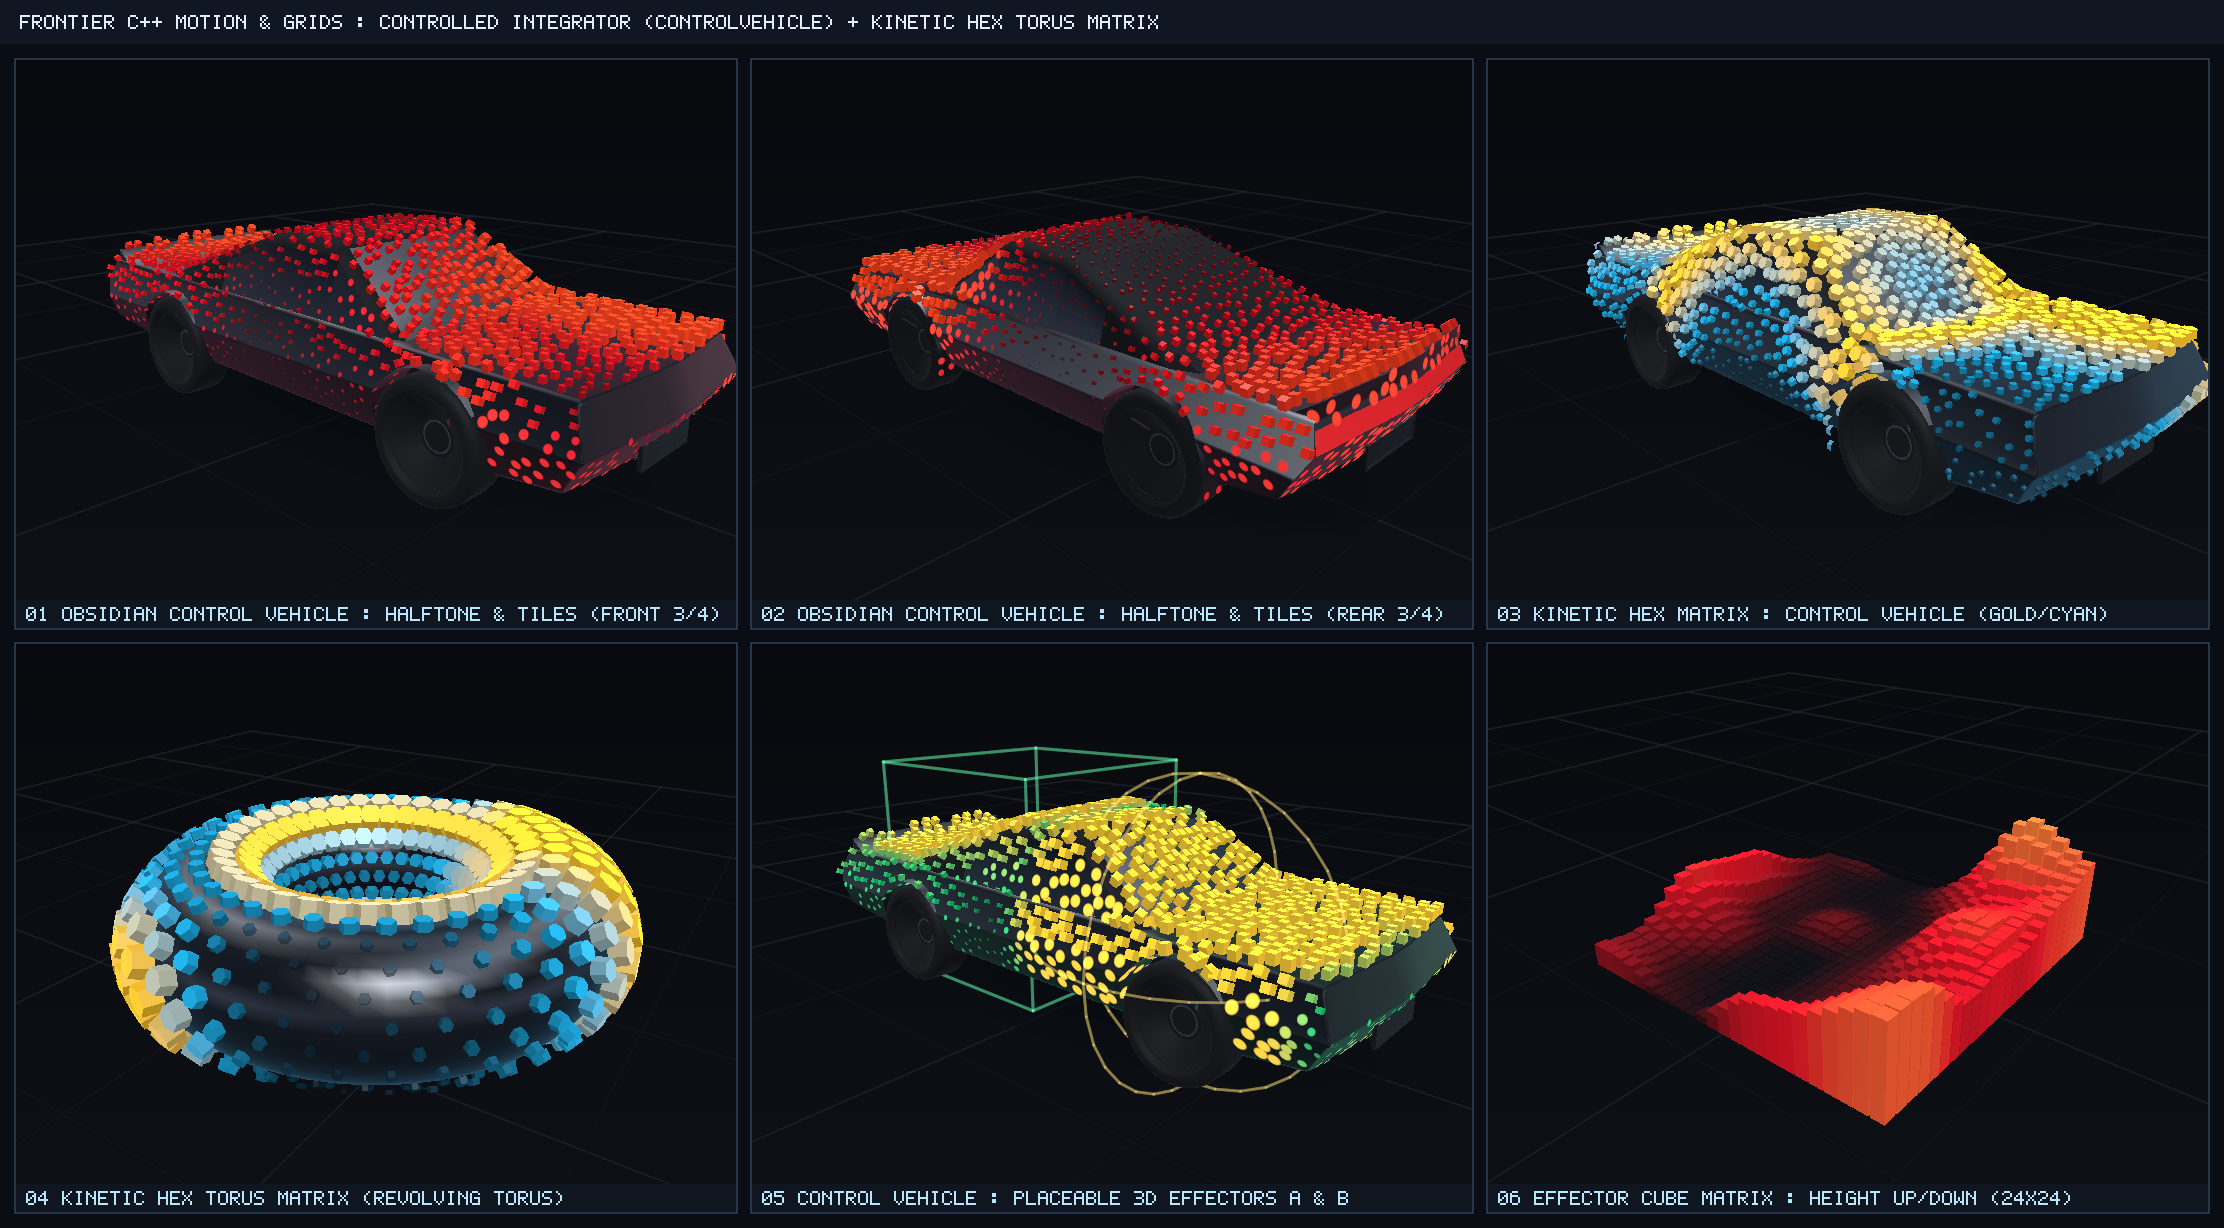 FRONTIER C++ MOTION & GRIDS : CONTROLLED INTEGRATOR (CONTROLVEHICLE) + KINETIC HEX TORUS MATRIX
01 OBSIDIAN CONTROL VEHICLE : HALFTONE & TILES (FRONT 3/4)
02 OBSIDIAN CONTROL VEHICLE : HALFTONE & TILES (REAR 3/4)
03 KINETIC HEX MATRIX : CONTROL VEHICLE (GOLD/CYAN)
04 KINETIC HEX TORUS MATRIX (REVOLVING TORUS)
05 CONTROL VEHICLE : PLACEABLE 3D EFFECTORS A & B
06 EFFECTOR CUBE MATRIX : HEIGHT UP/DOWN (24X24)